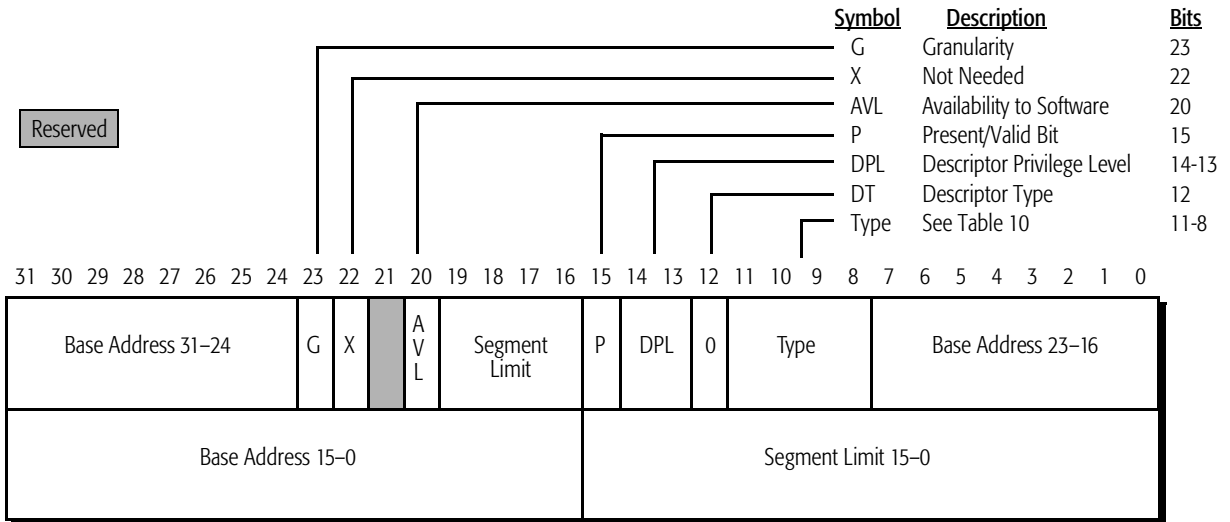 Symbol Description Bits
G Granularity 23
X Not Needed 22
AVL Availability to Software 20
Reserved
P Present/Valid Bit 15
DPL Descriptor Privilege Level 14-13
DT Descriptor Type 12
Type See Table 10 11-8
31 30 29 28 27 26 25 24 23 22 21 20 19 18 17 16 15 14 13 12 11 10 9 8 7 6 5 4 3 2 1 0
Base Address 31–24
G
X
A
V
L
Segment
Limit
P
DPL
0
Type
Base Address 23–16
Base Address 15–0
Segment Limit 15–0